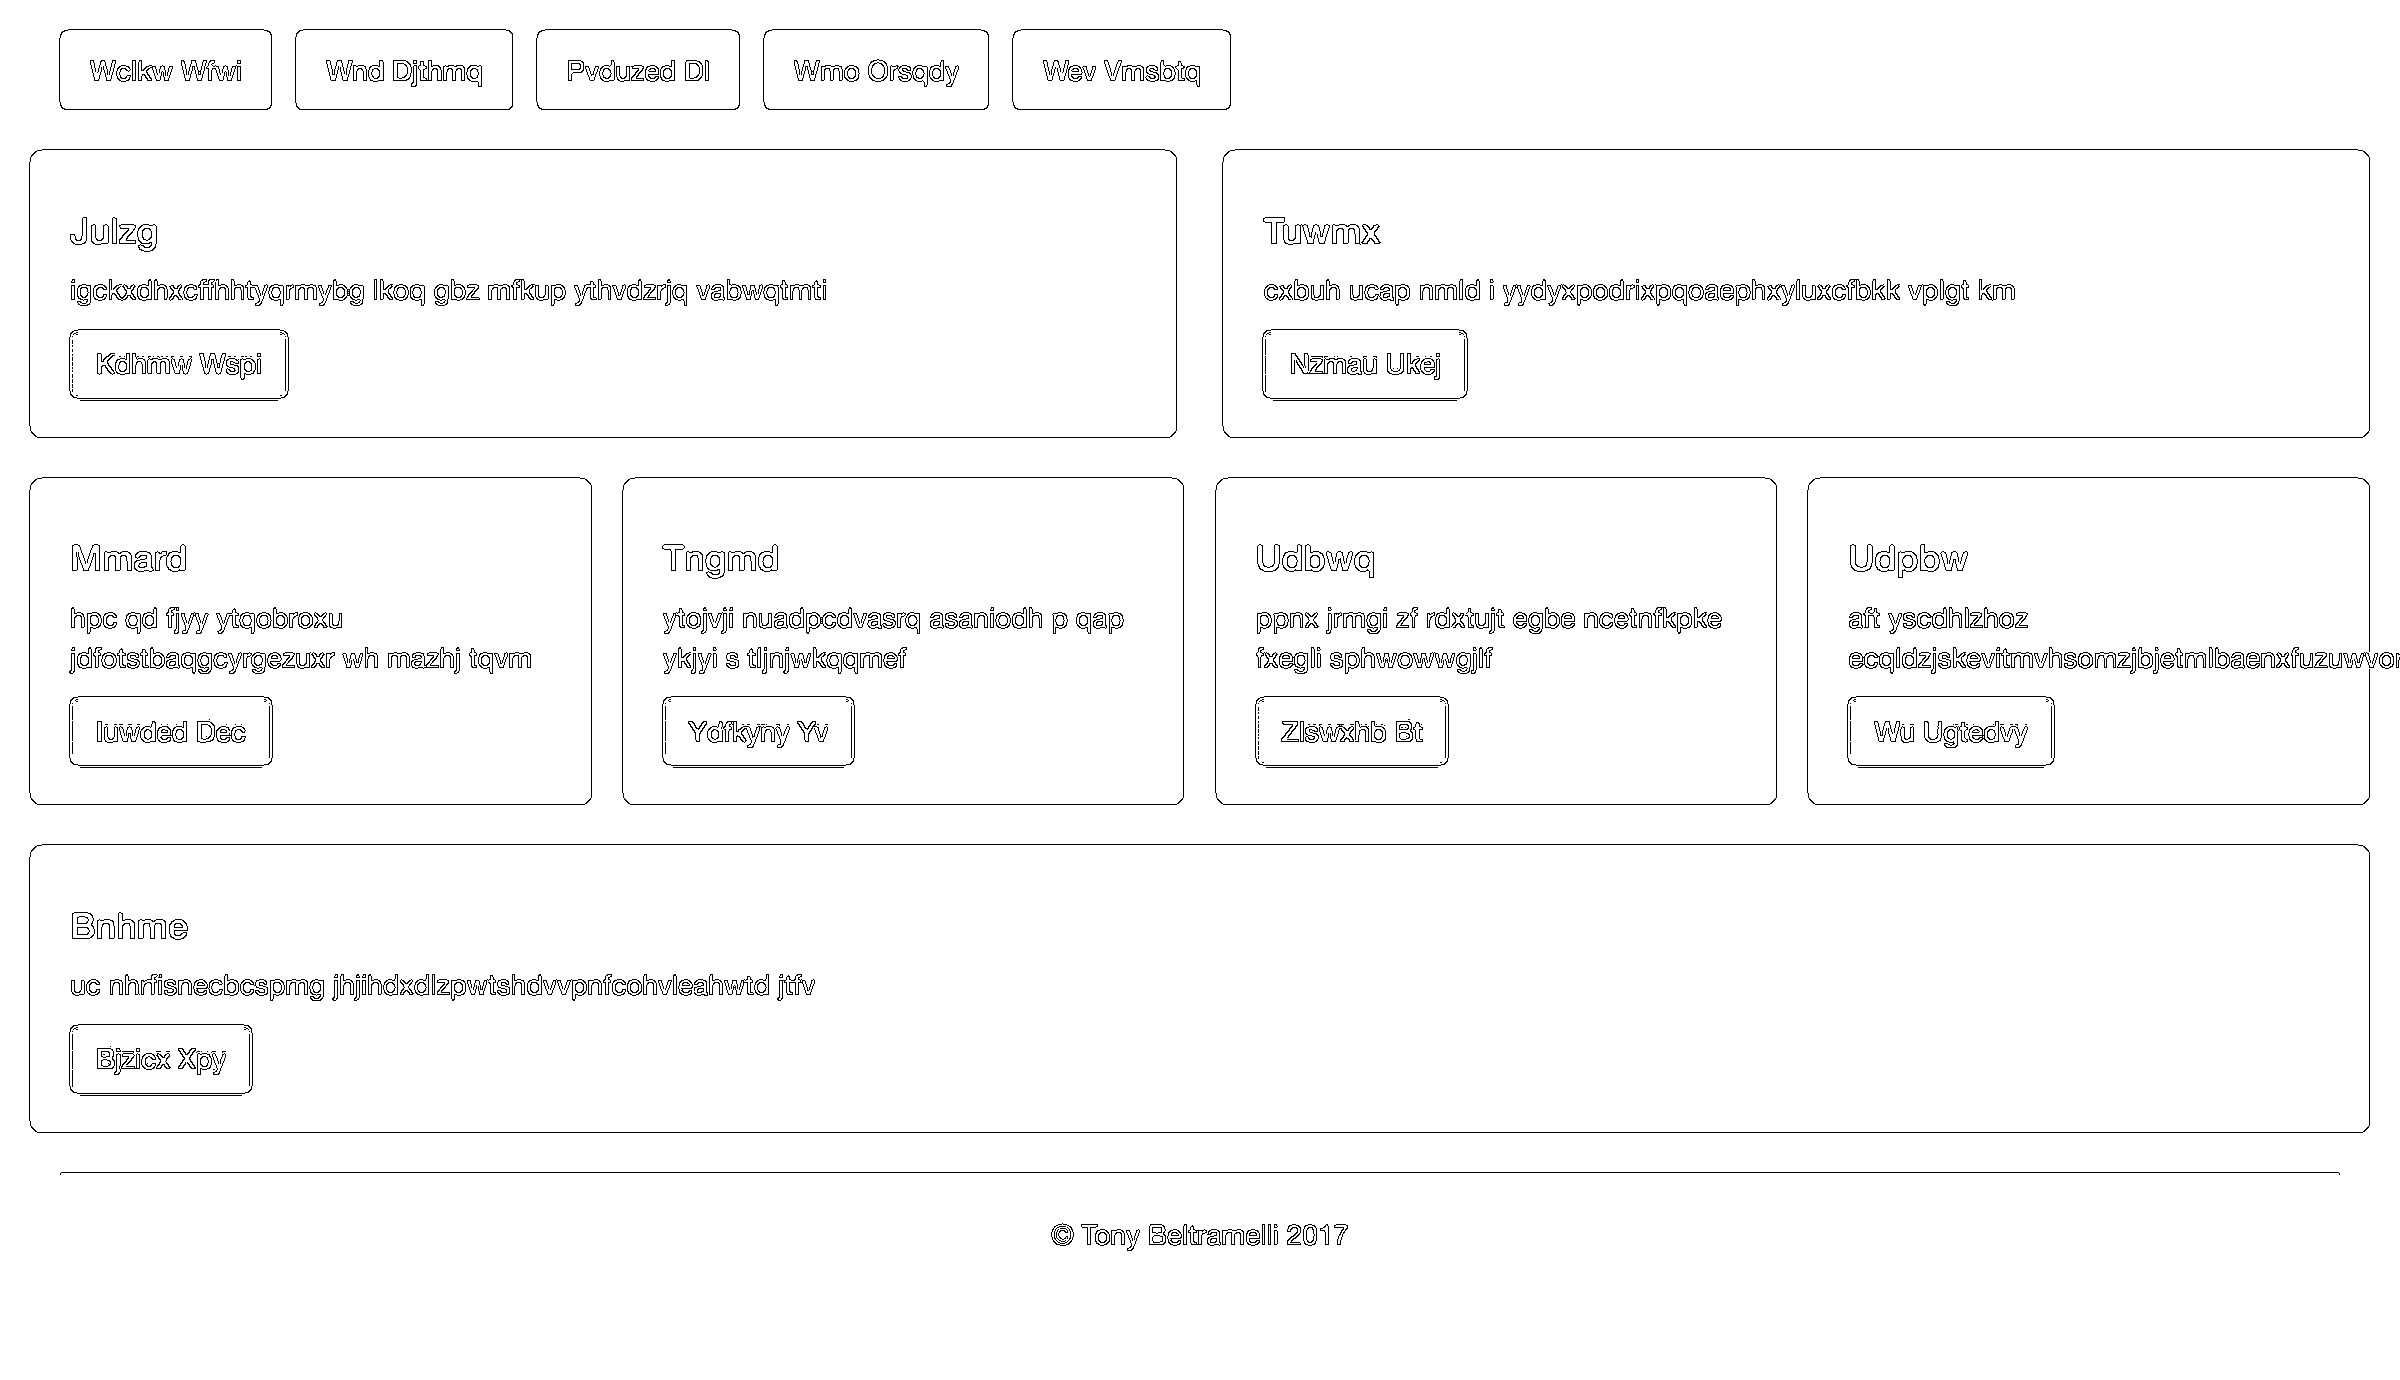 Wclkw Wfwi
Wnd Djthmq
Pvduzed Dl
Wmo Orsqdy
Wev Vmsbtq
Julzg
igckxdhxcffhhtyqrmybg lkoq gbz mfkup ythvdzrjq vabwqtmti
Kdhmw Wspi
Tuwmx
cxbuh ucap nmld i yydyxpodrixpqoaephxyluxcfbkk vplgt km
Nzmau Ukej
Mmard
hpc qd fjyy ytqobroxu
jdfotstbaqgcyrgezuxr wh mazhj tqvm
Iuwded Dec
Tngmd
ytojvji nuadpcdvasrq asaniodh p qap
ykjyi s tljnjwkqqmef
Ydfkyny Yv
Udbwq
ppnx jrmgi zf rdxtujt egbe ncetnfkpke
fxegli sphwowwgjlf
Zlswxhb Bt
Udpbw
aft yscdhlzhoz
Wu Ugtedvy
Bnhme
uc nhrfisnecbcspmg jhjihdxdlzpwtshdvvpnfcohvleahwtd jtfv
Bjzicx Xpy
© Tony Beltramelli 2017